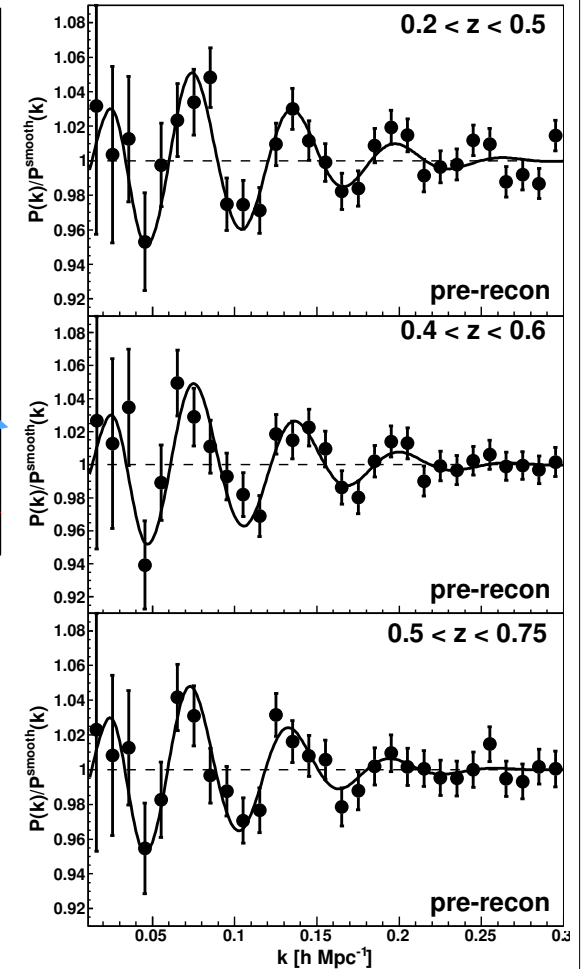 1.08
0.2 < z < 0.5
1.06
1.04
1.02
1
0.98
0.96
0.94
0.92
P(k)/P^smooth(k)
pre-recon
1.08
0.4 < z < 0.6
1.06
1.04
1.02
1
0.98
0.96
0.94
0.92
P(k)/P^smooth(k)
pre-recon
1.08
0.5 < z < 0.75
1.06
1.04
1.02
1
0.98
0.96
0.94
0.92
P(k)/P^smooth(k)
pre-recon
0.05 0.1 0.15 0.2 0.25
k [h Mpc⁻¹]